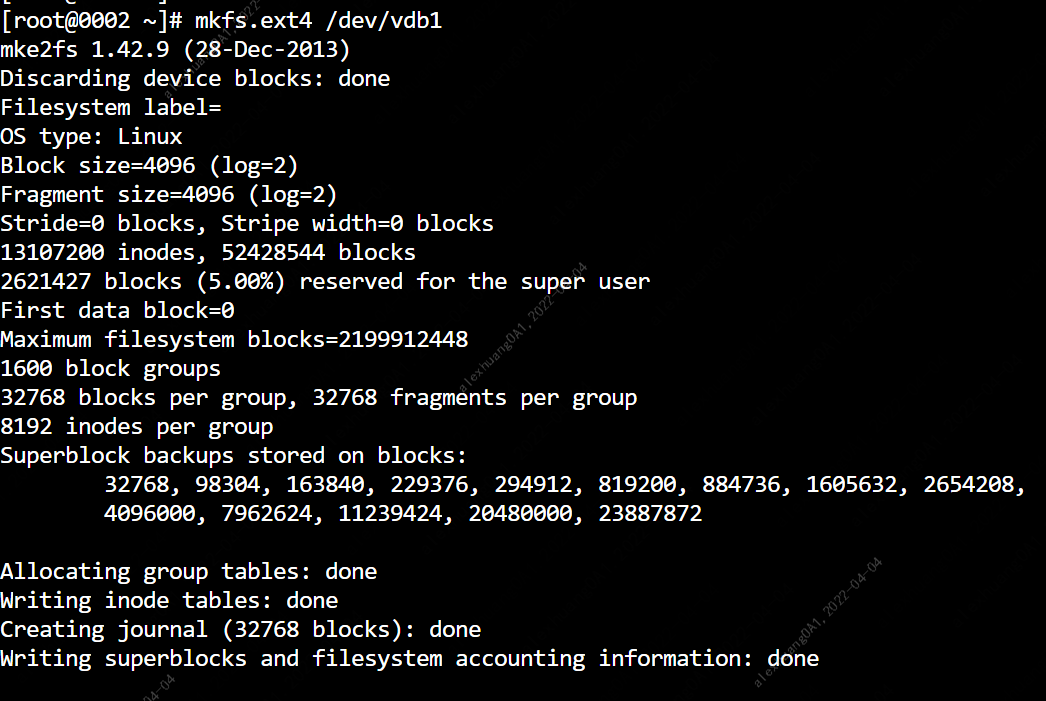 [root@0002 ~]# mkfs.ext4 /dev/vdb1
mke2fs 1.42.9 (28-Dec-2013)
Discarding device blocks: done
Filesystem label=
OS type: Linux
Block size=4096 (log=2)
Fragment size=4096 (log=2)
Stride=0 blocks, Stripe width=0 blocks
13107200 inodes, 52428544 blocks
2621427 blocks (5.00%) reserved for the super user
First data block=0
Maximum filesystem blocks=2199912448
1600 block groups
32768 blocks per group, 32768 fragments per group
8192 inodes per group
Superblock backups stored on blocks:
32768, 98304, 163840, 229376, 294912, 819200, 884736, 1605632, 2654208,
4096000, 7962624, 11239424, 20480000, 23887872
Allocating group tables: done
Writing inode tables: done
Creating journal (32768 blocks): done
Writing superblocks and filesystem accounting information: done